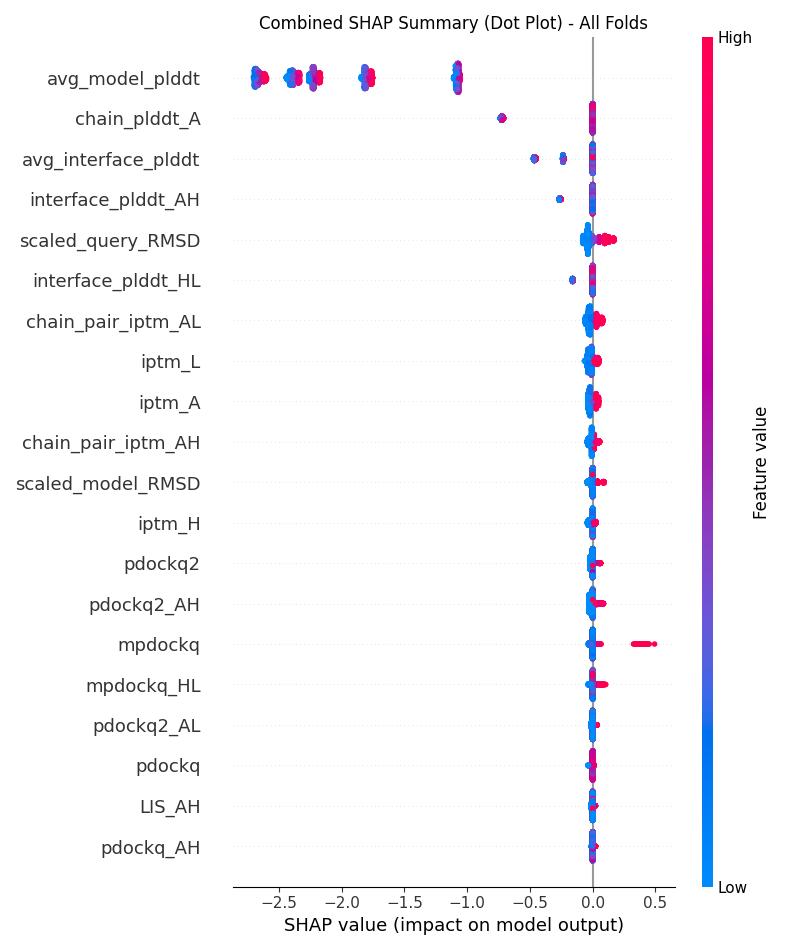 Combined SHAP Summary (Dot Plot) - All Folds
High
avg_model_plddt
chain_plddt_A
avg_interface_plddt
interface_plddt_AH
scaled_query_RMSD
interface_plddt_HL
chain_pair_iptm_AL
iptm_L
iptm_A
chain_pair_iptm_AH
scaled_model_RMSD
iptm_H
pdockq2
pdockq2_AH
mpdockq
mpdockq_HL
pdockq2_AL
pdockq
LIS_AH
pdockq_AH
Feature value
Low
−2.5 −2.0 −1.5 −1.0 −0.5 0.0 0.5
SHAP value (impact on model output)